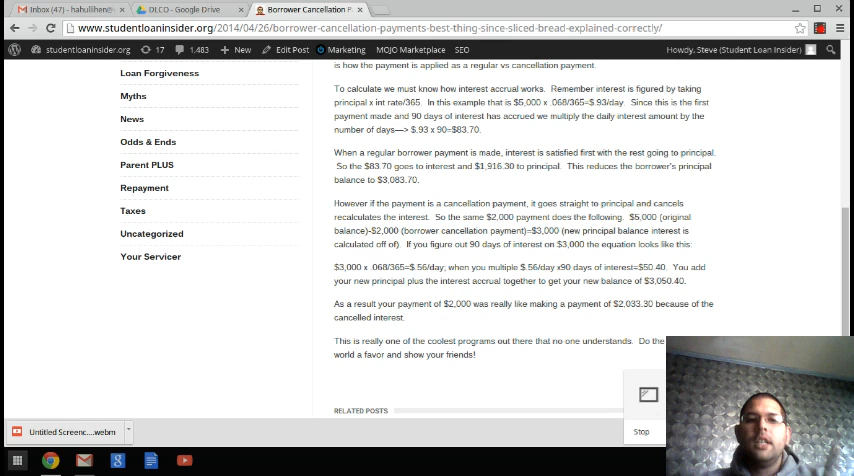 Inbox (47) - hahullihen@
DLCO - Google Drive
Borrower Cancellation P
www.studentloaninsider.org/2014/04/26/borrower-cancellation-payments-best-thing-since-sliced-bread-explained-correctly/
studentloaninsider.org 17 1,483 + New Edit Post Marketing MOJO Marketplace SEO Howdy, Steve (Student Loan Insider)
Loan Forgiveness
Myths
News
Odds & Ends
Parent PLUS
Repayment
Taxes
Uncategorized
Your Servicer
is how the payment is applied as a regular vs cancellation payment.
To calculate we must know how interest accrual works. Remember interest is figured by taking
principal x int rate/365. In this example that is $5,000 x .068/365=$.93/day. Since this is the first
payment made and 90 days of interest has accrued we multiply the daily interest amount by the
number of days—> $.93 x 90=$83.70.
When a regular borrower payment is made, interest is satisfied first with the rest going to principal.
So the $83.70 goes to interest and $1,916.30 to principal. This reduces the borrower's principal
balance to $3,083.70.
However if the payment is a cancellation payment, it goes straight to principal and cancels
recalculates the interest. So the same $2,000 payment does the following. $5,000 (original
balance)-$2,000 (borrower cancellation payment)=$3,000 (new principal balance interest is
calculated off of). If you figure out 90 days of interest on $3,000 the equation looks like this:
$3,000 x .068/365=$.56/day; when you multiple $.56/day x90 days of interest=$50.40. You add
your new principal plus the interest accrual together to get your new balance of $3,050.40.
As a result your payment of $2,000 was really like making a payment of $2,033.30 because of the
cancelled interest.
This is really one of the coolest programs out there that no one understands. Do the
world a favor and show your friends!
RELATED POSTS
Stop
Untitled Screenc....webm